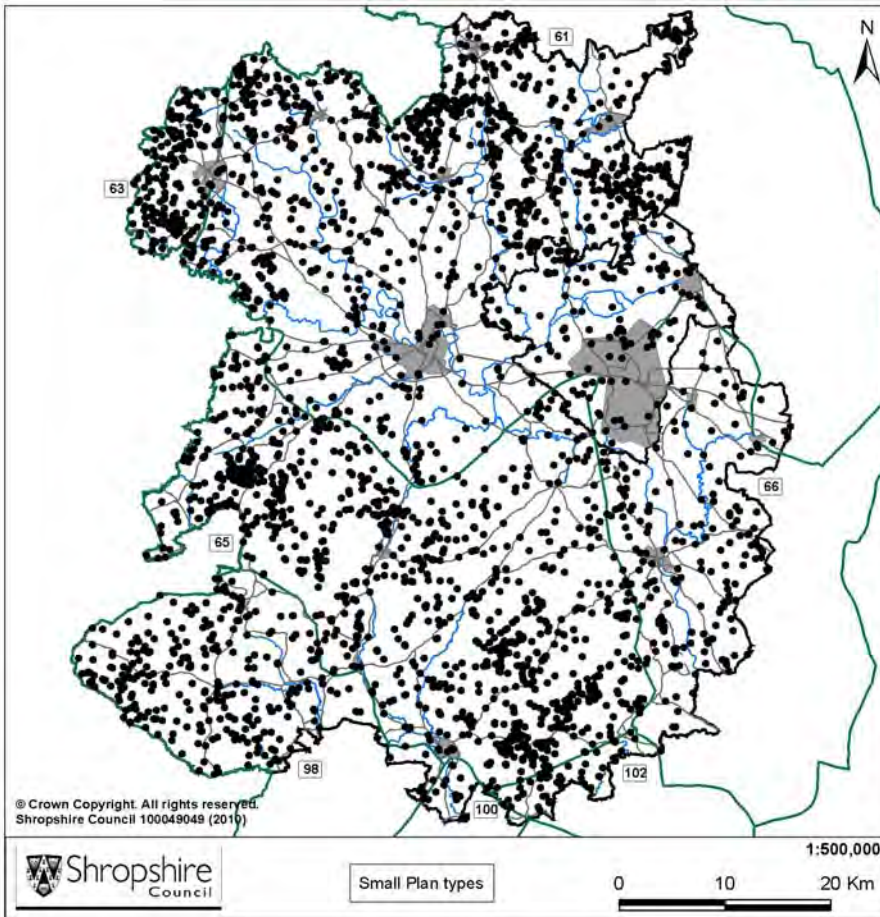 61
N
63
66
65
98
102
100
© Crown Copyright. All rights reserved.
Shropshire Council 100049049 (2010)
1:500,000
Shropshire
Council
Small Plan types
0 10 20 Km